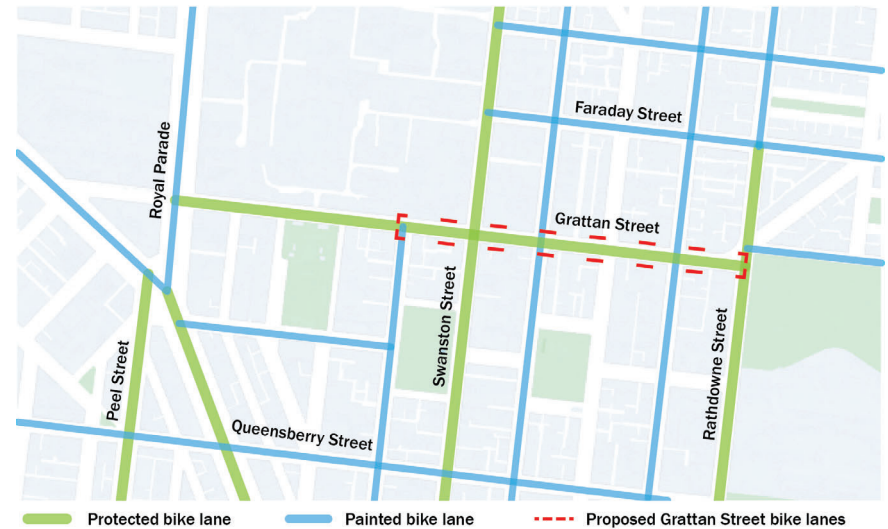 Faraday Street
Royal Parade
Grattan Street
Swanston Street
Rathdowne Street
Peel Street
Queensberry Street
Protected bike lane
Painted bike lane
Proposed Grattan Street bike lanes